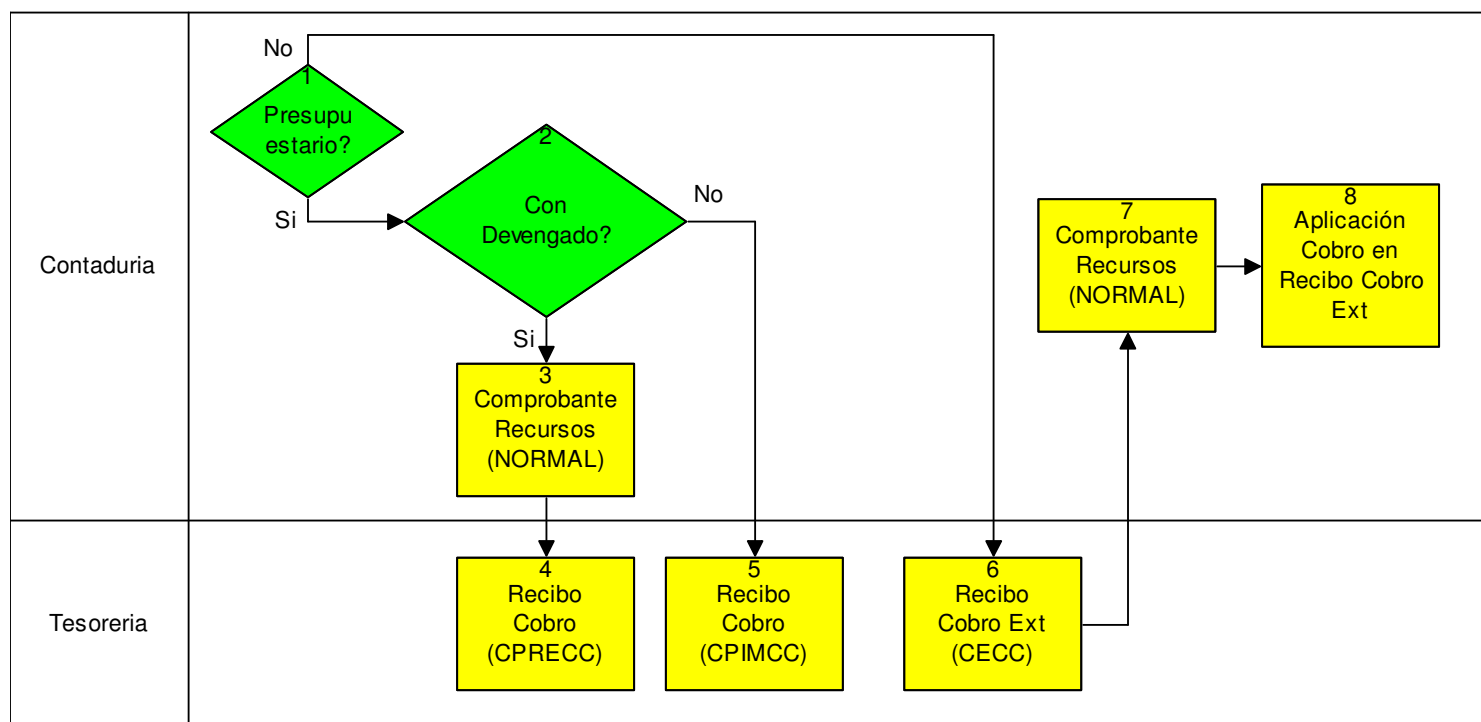 No
1
Presupu
estario?
Si
2
Con
Devengado?
No
Si
Contaduria
3
Comprobante
Recursos
(NORMAL)
7
Comprobante
Recursos
(NORMAL)
8
Aplicación
Cobro en
Recibo Cobro
Ext
Tesoreria
4
Recibo
Cobro
(CPRECC)
5
Recibo
Cobro
(CPIMCC)
6
Recibo
Cobro Ext
(CECC)